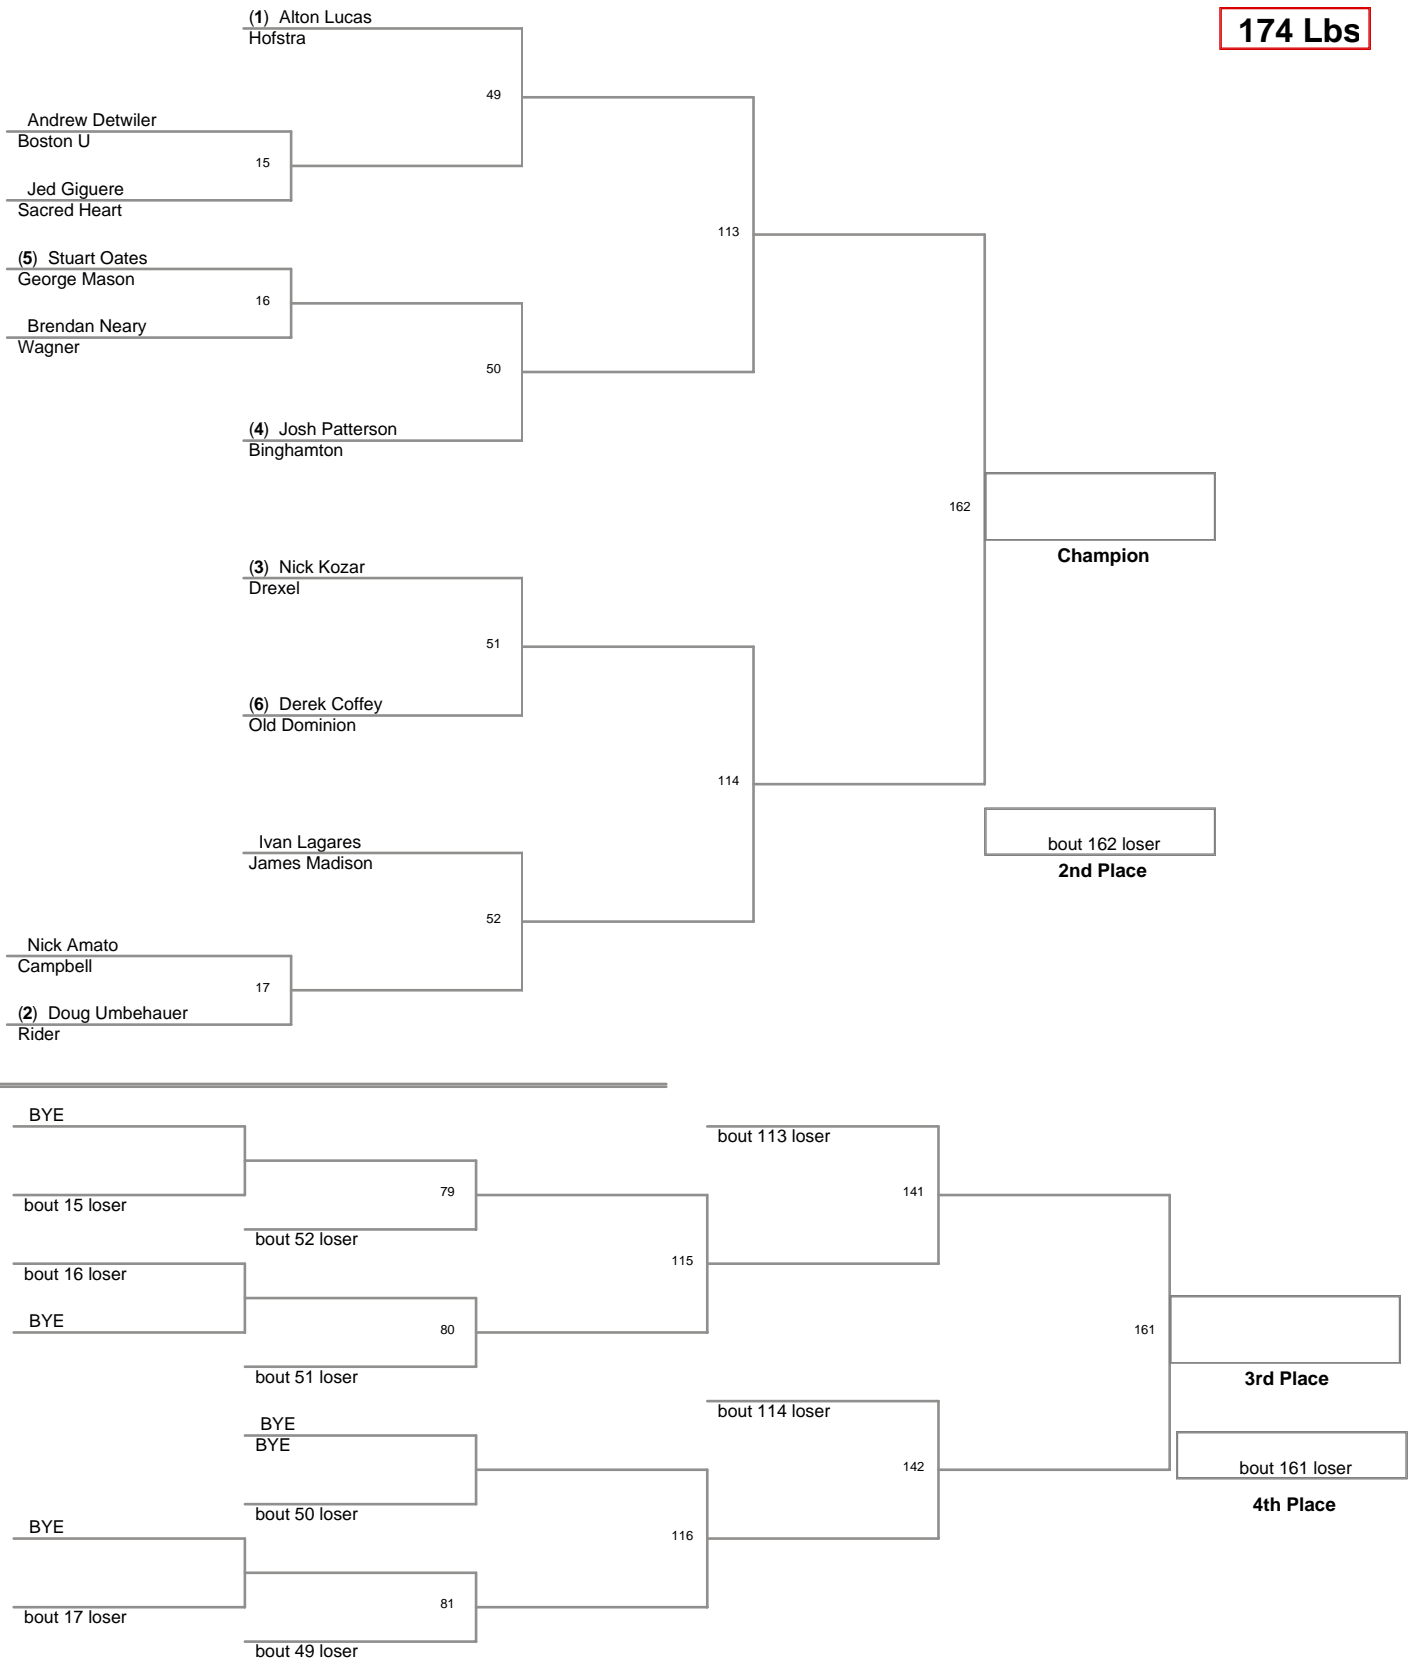 (1) Alton Lucas
Hofstra
174 Lbs
49
Andrew Detwiler
Boston U
15
Jed Giguere
Sacred Heart
113
(5) Stuart Oates
George Mason
16
Brendan Neary
Wagner
50
(4) Josh Patterson
Binghamton
162
Champion
(3) Nick Kozar
Drexel
51
(6) Derek Coffey
Old Dominion
114
Ivan Lagares
James Madison
bout 162 loser
2nd Place
52
Nick Amato
Campbell
17
(2) Doug Umbehauer
Rider
BYE
bout 113 loser
79
141
bout 15 loser
bout 52 loser
115
bout 16 loser
BYE
80
161
bout 51 loser
3rd Place
bout 114 loser
BYE
BYE
142
bout 161 loser
4th Place
bout 50 loser
BYE
116
81
bout 17 loser
bout 49 loser